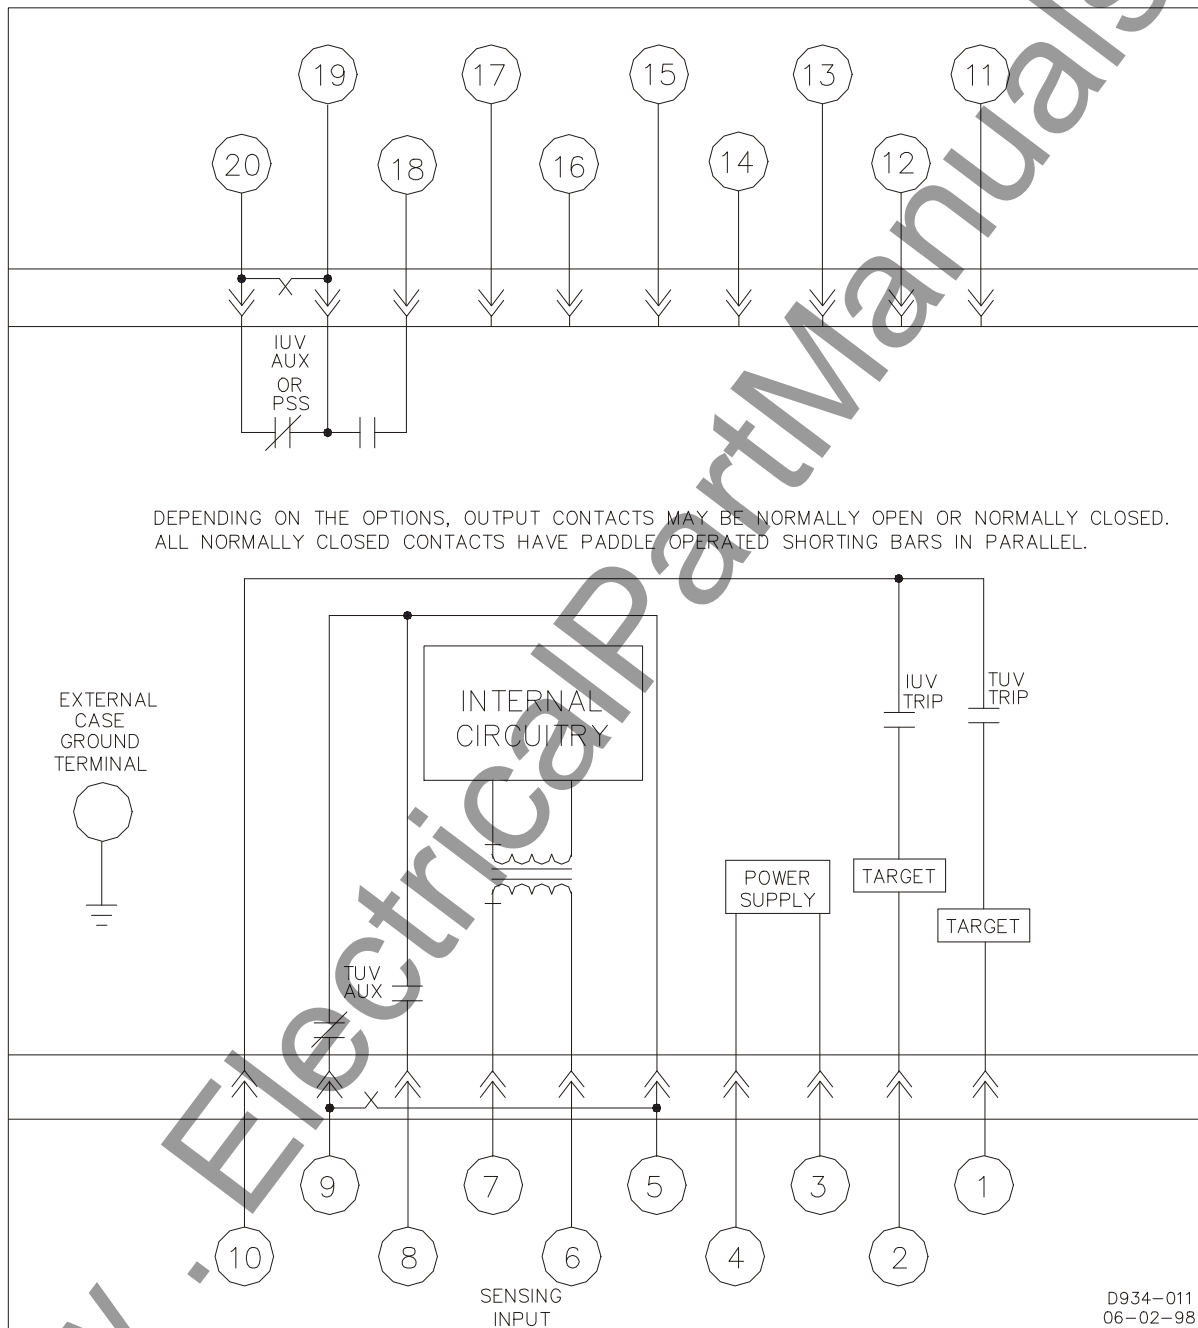 19
17
15
13
11
20
18
16
14
12
IUV
AUX
OR
PSS
DEPENDING ON THE OPTIONS, OUTPUT CONTACTS MAY BE NORMALLY OPEN OR NORMALLY CLOSED.
ALL NORMALLY CLOSED CONTACTS HAVE PADDLE OPERATED SHORTING BARS IN PARALLEL.
EXTERNAL
CASE
GROUND
TERMINAL
INTERNAL
CIRCUITRY
IUV
TRIP
TUV
TRIP
POWER
SUPPLY
TARGET
TARGET
TUV
AUX
9
7
5
3
1
10
8
6
4
2
SENSING
INPUT
D934-011
06-02-98
. ElectricalPartManuals